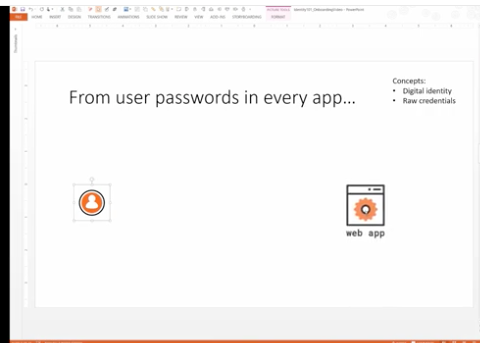 FILE HOME INSERT DESIGN TRANSITIONS ANIMATIONS SLIDE SHOW REVIEW VIEW ADD-INS STORYBOARDING FORMAT
From user passwords in every app...
Concepts:
• Digital identity
• Raw credentials
web app